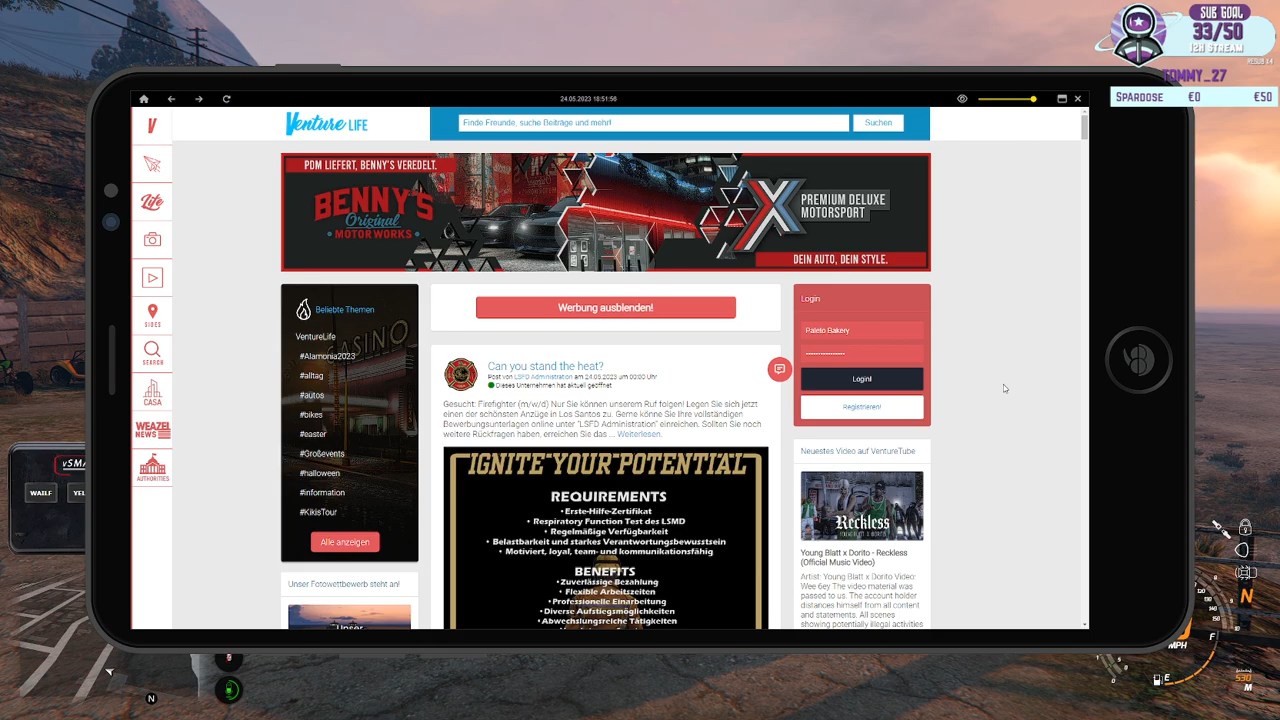 SUB GOAL
33/50
12H STREAM
TOMMY_27
SPARDOSE €0 €50
24.05.2023 18:51:56
Venture LIFE
Finde Freunde, suche Beiträge und mehr!
Suchen
V
Life
SIDES
SEARCH
CASA
WEAZEL
NEWS
AUTHORITIES
PDM LIEFERT, BENNY'S VEREDELT.
BENNY'S
Original
MOTORWORKS
PREMIUM DELUXE
MOTORSPORT
DEIN AUTO, DEIN STYLE.
Beliebte Themen
VentureLife
#Alamonia2023
#alltag
#autos
#bikes
#easter
#Großevents
#halloween
#information
#KikisTour
Alle anzeigen
CASINO
Unser Fotowettbewerb steht an!
Unser
Werbung ausblenden!
Can you stand the heat?
Post von LSFD Administration am 24.05.2023 um 00:00 Uhr
Dieses Unternehmen hat aktuell geöffnet
Gesucht: Firefighter (m/w/d) Nur Sie können unserem Ruf folgen! Legen Sie sich jetzt
einen der schönsten Anzüge in Los Santos zu. Gerne könne Sie Ihre vollständigen
Bewerbungsunterlagen online unter "LSFD Administration" einreichen. Sollten Sie noch
weitere Rückfragen haben, erreichen Sie das ... Weiterlesen.
IGNITE YOUR POTENTIAL
REQUIREMENTS
• Erste-Hilfe-Zertifikat
• Respiratory Function Test des LSMD
• Regelmäßige Verfügbarkeit
• Belastbarkeit und starkes Verantwortungsbewusstsein
• Motiviert, loyal, team- und kommunikationsfähig
BENEFITS
• Zuverlässige Bezahlung
• Flexible Arbeitszeiten
• Professionelle Einarbeitung
• Diverse Aufstiegsmöglichkeiten
• Abwechslungsreiche Tätigkeiten
Login
Paleto Bakery
Login!
Registrieren!
Neuestes Video auf VentureTube
Reckless
Young Blatt x Dorito - Reckless
(Official Music Video)
Artist: Young Blatt x Dorito Video:
Wee 6ey The video material was
passed to us. The account holder
distances himself from all content
and statements. All scenes
showing potentially illegal activities
WAILF
YEL
N
N
F
MPH
E
530
M